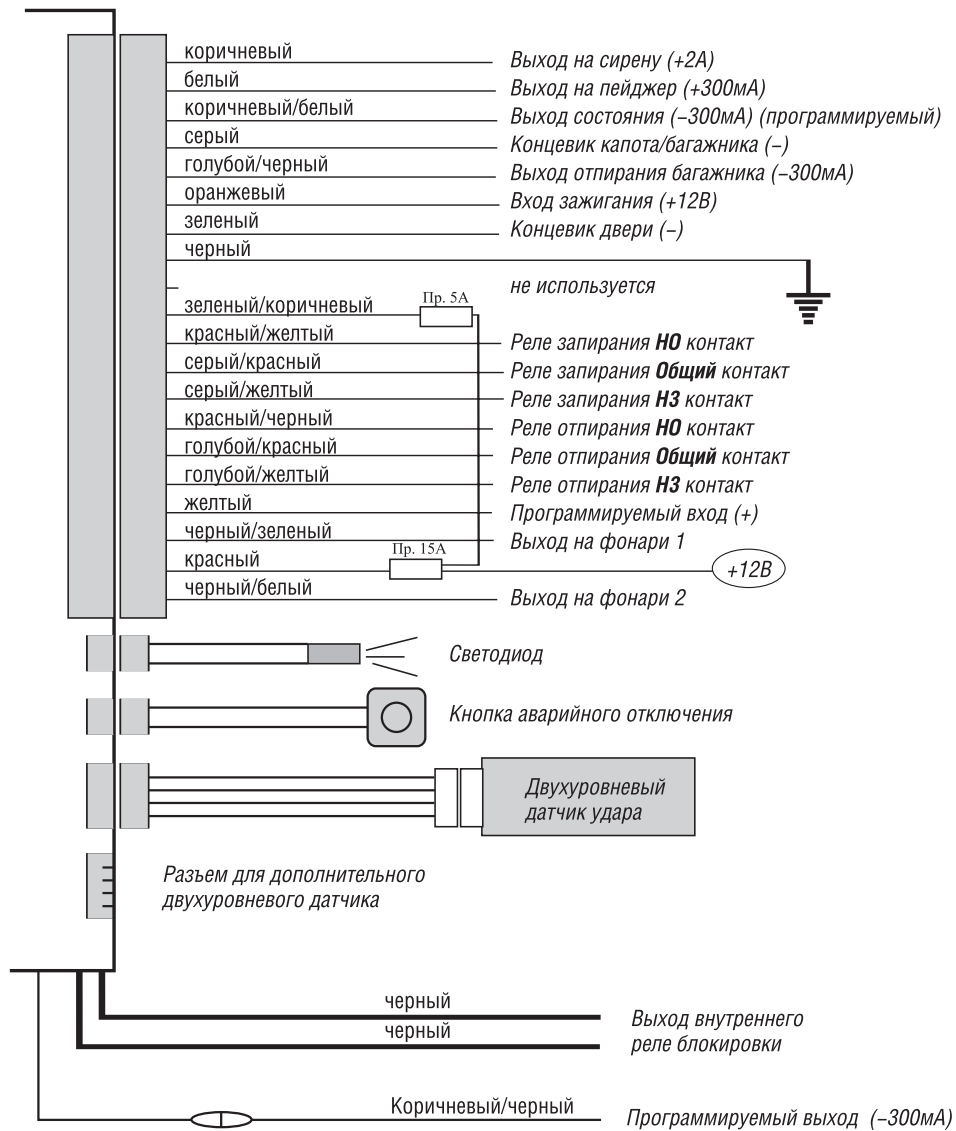 коричневый
Выход на сирену (+2А)
белый
Выход на пейджер (+300мА)
коричневый/белый
Выход состояния (–300мА) (программируемый)
серый
Концевик капота/багажника (–)
голубой/черный
Выход отпирания багажника (–300мА)
оранжевый
Вход зажигания (+12В)
зеленый
Концевик двери (–)
черный
не используется
зеленый/коричневый
Пр. 5А
красный/желтый
Реле запирания НО контакт
серый/красный
Реле запирания Общий контакт
серый/желтый
Реле запирания НЗ контакт
красный/черный
Реле отпирания НО контакт
голубой/красный
Реле отпирания Общий контакт
голубой/желтый
Реле отпирания НЗ контакт
желтый
Программируемый вход (+)
черный/зеленый
Выход на фонари 1
красный
Пр. 15А
+12В
черный/белый
Выход на фонари 2
Светодиод
Кнопка аварийного отключения
Двухуровневый
датчик удара
Разъем для дополнительного
двухуровневого датчика
черный
черный
Выход внутреннего
реле блокировки
Коричневый/черный
Программируемый выход (–300мА)